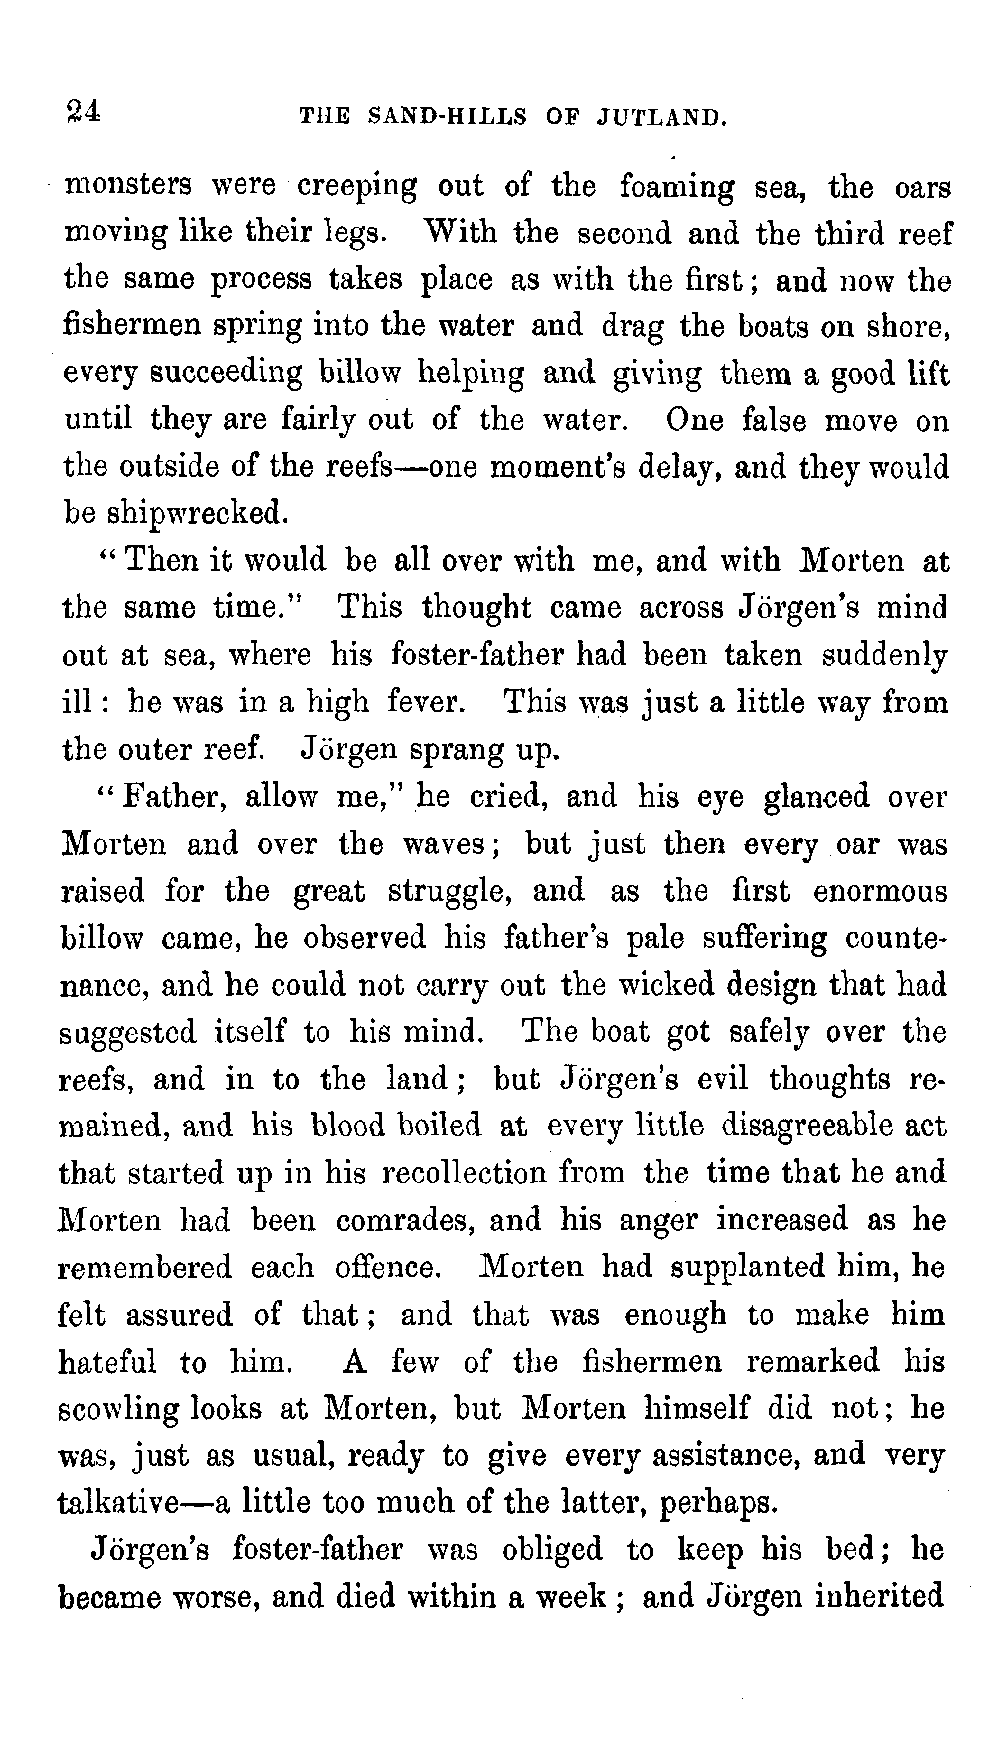 24 THE SAND-HILLS OF JUTLAND.
monsters were creeping out of the foaming sea, the oars
moving like their legs. With the second and the third reef
the same process takes place as with the first; and now the
fishermen spring into the water and drag the boats on shore,
every succeeding billow helping and giving them a good lift
until they are fairly out of the water. One false move on
the outside of the reefs—one moment's delay, and they would
be shipwrecked.
"Then it would be all over with me, and with Morten at
the same time." This thought came across Jörgen's mind
out at sea, where his foster-father had been taken suddenly
ill: he was in a high fever. This was just a little way from
the outer reef. Jörgen sprang up.
"Father, allow me," he cried, and his eye glanced over
Morten and over the waves; but just then every oar was
raised for the great struggle, and as the first enormous
billow came, he observed his father's pale suffering counte-
nance, and he could not carry out the wicked design that had
suggested itself to his mind. The boat got safely over the
reefs, and in to the land; but Jörgen's evil thoughts re-
mained, and his blood boiled at every little disagreeable act
that started up in his recollection from the time that he and
Morten had been comrades, and his anger increased as he
remembered each offence. Morten had supplanted him, he
felt assured of that; and that was enough to make him
hateful to him. A few of the fishermen remarked his
scowling looks at Morten, but Morten himself did not; he
was, just as usual, ready to give every assistance, and very
talkative—a little too much of the latter, perhaps.
Jörgen's foster-father was obliged to keep his bed; he
became worse, and died within a week; and Jörgen inherited